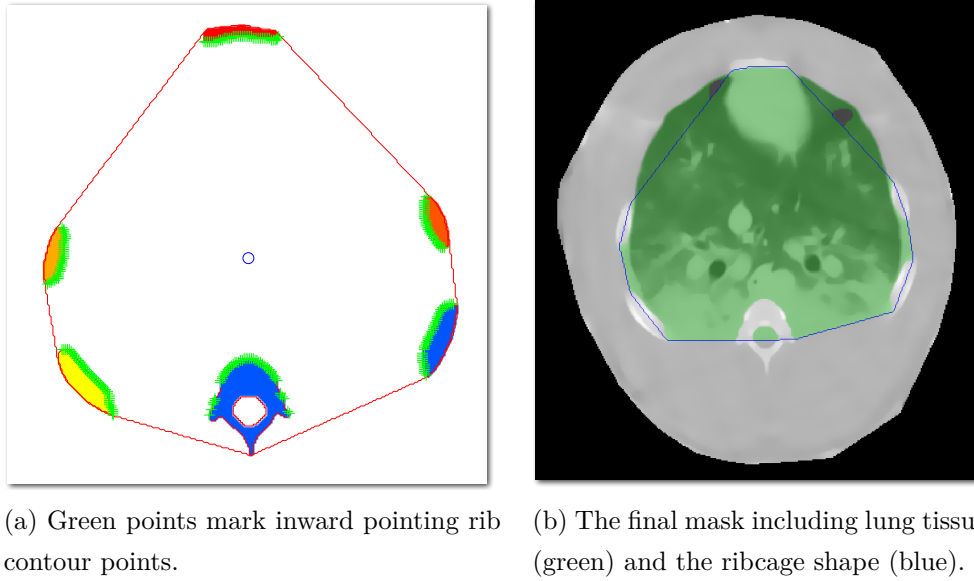 (a) Green points mark inward pointing rib
contour points.
(b) The final mask including lung tissu
(green) and the ribcage shape (blue).